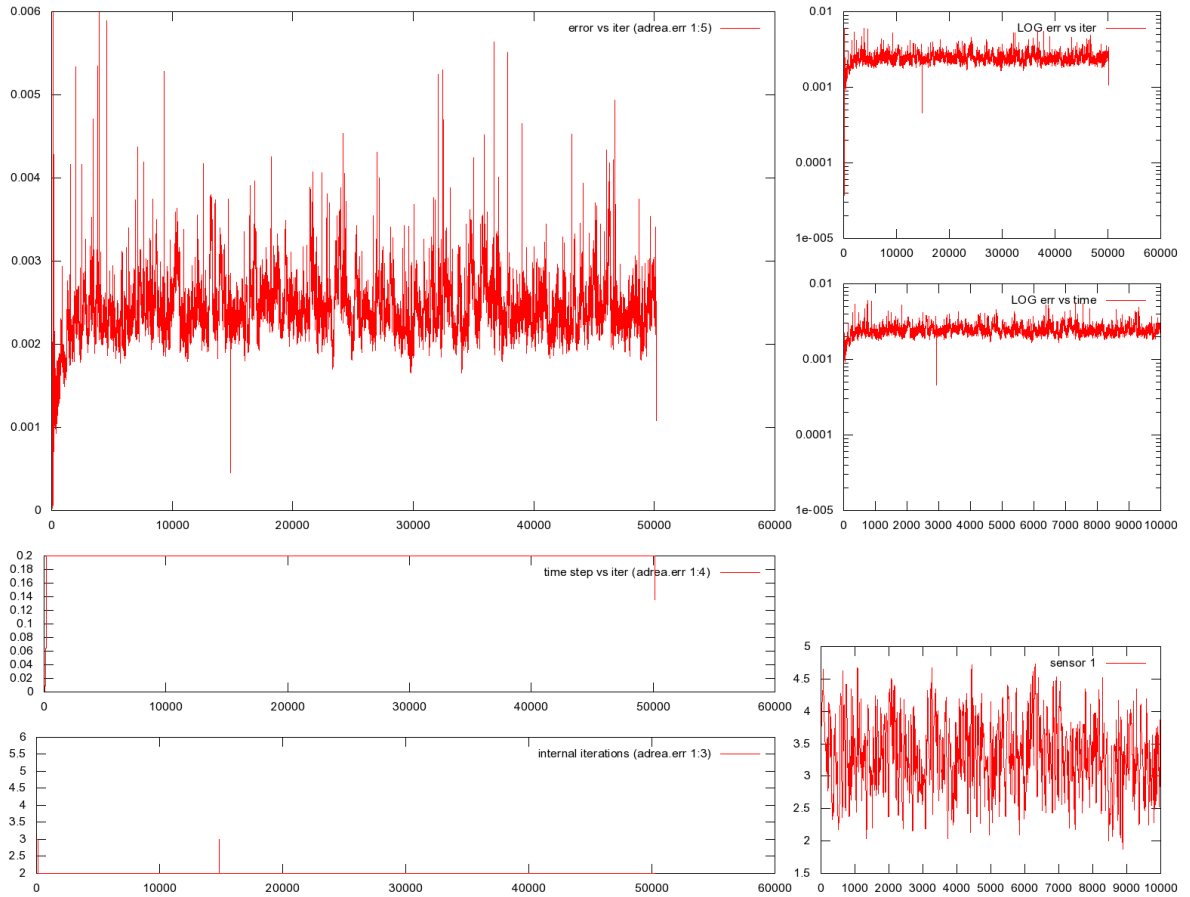 error vs iter (adrea.err 1:5)
0.006
0.005
0.004
0.003
0.002
0.001
0
0 10000 20000 30000 40000 50000 60000
LOG err vs iter
0.01
0.001
0.0001
1e-005
0 10000 20000 30000 40000 50000 60000
LOG err vs time
0.01
0.001
0.0001
1e-005
0 1000 2000 3000 4000 5000 6000 7000 8000 9000 10000
time step vs iter (adrea.err 1:4)
0.2
0.18
0.16
0.14
0.12
0.1
0.08
0.06
0.04
0.02
0
0 10000 20000 30000 40000 50000 60000
internal iterations (adrea.err 1:3)
6
5.5
5
4.5
4
3.5
3
2.5
2
0 10000 20000 30000 40000 50000 60000
sensor 1
5
4.5
4
3.5
3
2.5
2
1.5
0 1000 2000 3000 4000 5000 6000 7000 8000 9000 10000